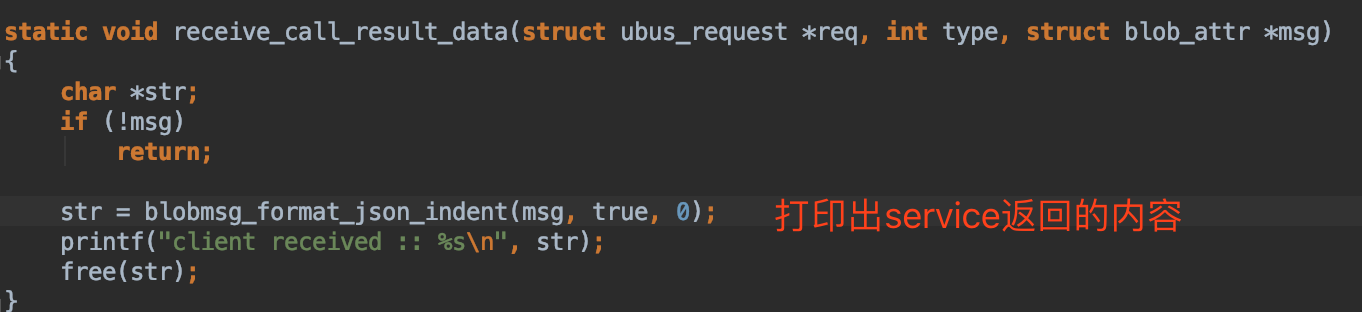 static void receive_call_result_data(struct ubus_request *req, int type, struct blob_attr *msg)
{
    char *str;
    if (!msg)
        return;

    str = blobmsg_format_json_indent(msg, true, 0); 打印出service返回的内容
    printf("client received :: %s\n", str);
    free(str);
}